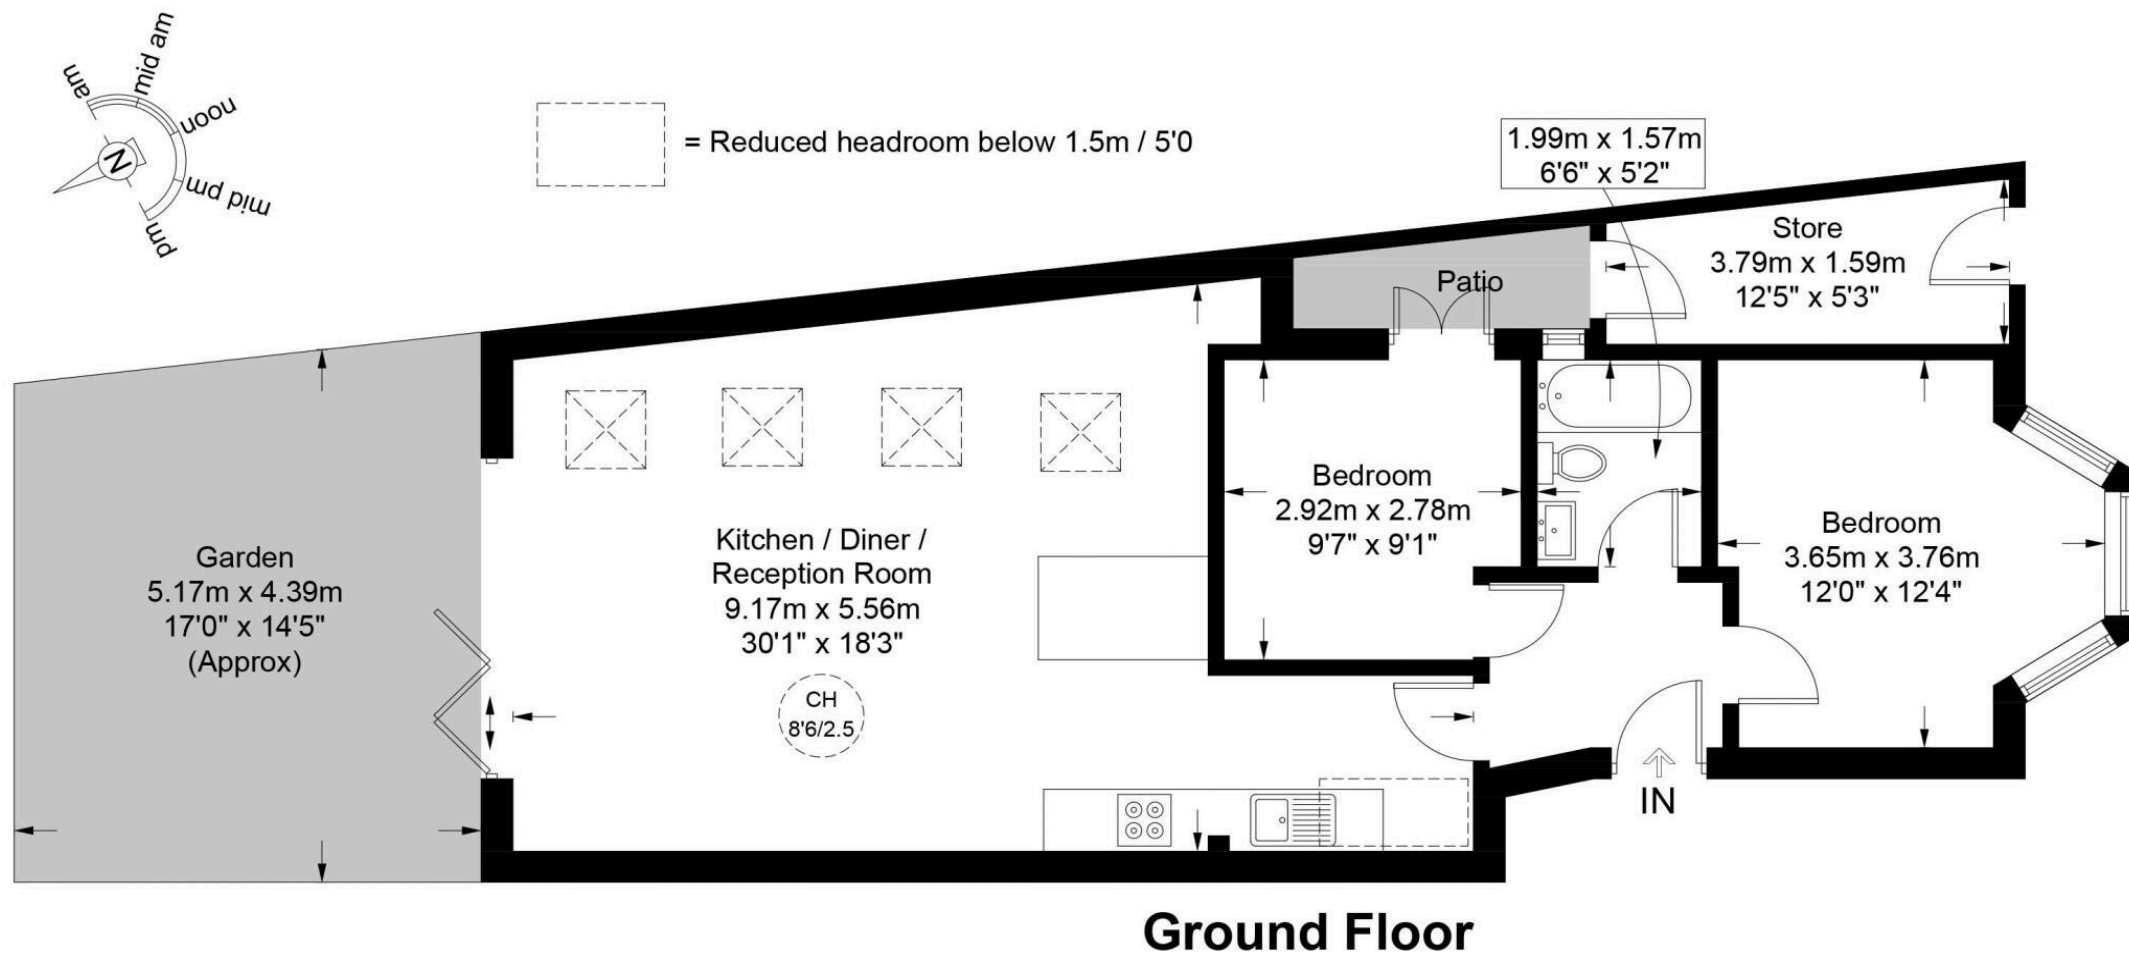 am
mid am
noon
mid pm
pm
N
= Reduced headroom below 1.5m / 5'0
1.99m x 1.57m
6'6" x 5'2"
Store
3.79m x 1.59m
12'5" x 5'3"
Patio
Bedroom
2.92m x 2.78m
9'7" x 9'1"
Bedroom
3.65m x 3.76m
12'0" x 12'4"
Kitchen / Diner /
Reception Room
9.17m x 5.56m
30'1" x 18'3"
Garden
5.17m x 4.39m
17'0" x 14'5"
(Approx)
CH
8'6/2.5
IN
Ground Floor